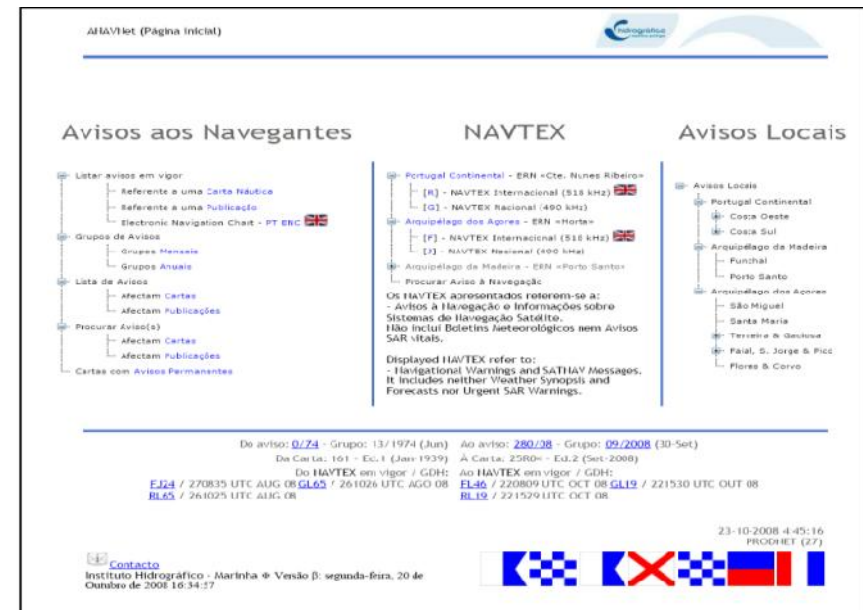 ANAVNet (Página Inicial)
hidrográfico
Avisos aos Navegantes
Listar avisos em vigor
Referente a uma Carta Náutica
Referente a uma Publicação
Electronic Navigation Chart - PT ENC
Grupos de Avisos
Grupos Mensais
Grupos Anuais
Lista de Avisos
Afectam Cartas
Afectam Publicações
Procurar Aviso(s)
Afectam Cartas
Afectam Publicações
Cartas com Avisos Permanentes
NAVTEX
Portugal Continental - ERN «Cte. Nunes Ribeiro»
[R] - NAVTEX Internacional (518 kHz)
[G] - NAVTEX Nacional (490 kHz)
Arquipélago dos Açores - ERN «Horta»
[F] - NAVTEX Internacional (518 kHz)
[J] - NAVTEX Nacional (490 kHz)
Arquipélago da Madeira - ERN «Porto Santo»
Procurar Aviso à Navegação
Os NAVTEX apresentados referem-se a:
- Avisos à Navegação e Informações sobre
Sistemas de Navegação Satélite.
Não inclui Boletins Meteorológicos nem Avisos
SAR vitais.
Displayed NAVTEX refer to:
- Navigational Warnings and SATNAV Messages.
It includes neither Weather Synopsis and
Forecasts nor Urgent SAR Warnings.
Avisos Locais
Avisos Locais
Portugal Continental
Costa Oeste
Costa Sul
Arquipélago da Madeira
Funchal
Porto Santo
Arquipélago dos Açores
São Miguel
Santa Maria
Terceira & Graciosa
Faial, S. Jorge & Pico
Flores & Corvo
Do aviso: 0/74 - Grupo: 13/1974 (Jun) Ao aviso: 280/08 - Grupo: 09/2008 (30-Set)
Da Carta: 161 - Ed.1 (Jan-1939) À Carta: - Ed.2 (Set-2008)
Do NAVTEX em vigor / GDH: Ao NAVTEX em vigor / GDH:
FJ24 / 270835 UTC AUG 08 GL65 / 261026 UTC AGO 08 FL46 / 220809 UTC OCT 08 GL19 / 221530 UTC OUT 08
RL65 / 261025 UTC AUG 08 RL19 / 221529 UTC OCT 08
23-10-2008 4:45:16
PRODNET (27)
Contacto
Instituto Hidrográfico - Marinha Versão β: segunda-feira, 20 de
Outubro de 2008 16:34:57